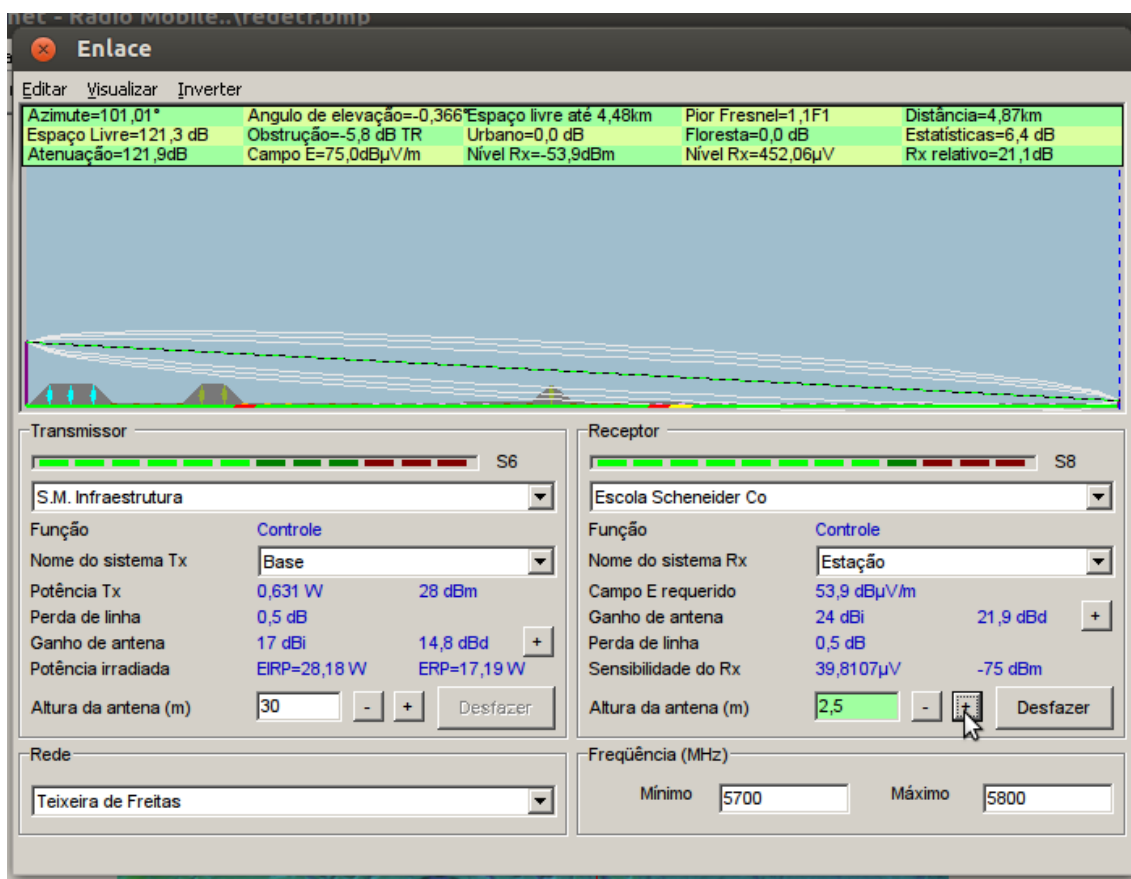 net - Radio Mobile..\redetf.bmp
Enlace
Editar Visualizar Inverter
Azimute=101,01° Angulo de elevação=-0,366° Espaço livre até 4,48km Pior Fresnel=1,1F1 Distância=4,87km
Espaço Livre=121,3 dB Obstrução=-5,8 dB TR Urbano=0,0 dB Floresta=0,0 dB Estatísticas=6,4 dB
Atenuação=121,9dB Campo E=75,0dBµV/m Nível Rx=-53,9dBm Nível Rx=452,06µV Rx relativo=21,1dB
Transmissor Receptor
S6 S8
S.M. Infraestrutura Escola Scheneider Co
Função Controle Função Controle
Nome do sistema Tx Base Nome do sistema Rx Estação
Potência Tx 0,631 W 28 dBm Campo E requerido 53,9 dBµV/m
Perda de linha 0,5 dB Ganho de antena 24 dBi 21,9 dBd +
Ganho de antena 17 dBi 14,8 dBd + Perda de linha 0,5 dB
Potência irradiada EIRP=28,18 W ERP=17,19 W Sensibilidade do Rx 39,8107µV -75 dBm
Altura da antena (m) 30 - + Desfazer Altura da antena (m) 2,5 - + Desfazer
Rede Freqüência (MHz)
Teixeira de Freitas Mínimo 5700 Máximo 5800